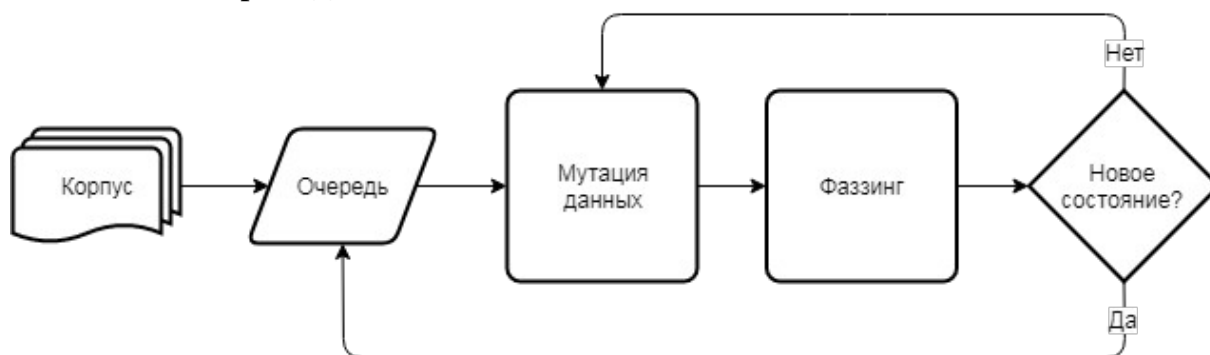 Нет
Корпус
Очередь
Мутация
данных
Фаззинг
Новое
состояние?
Да